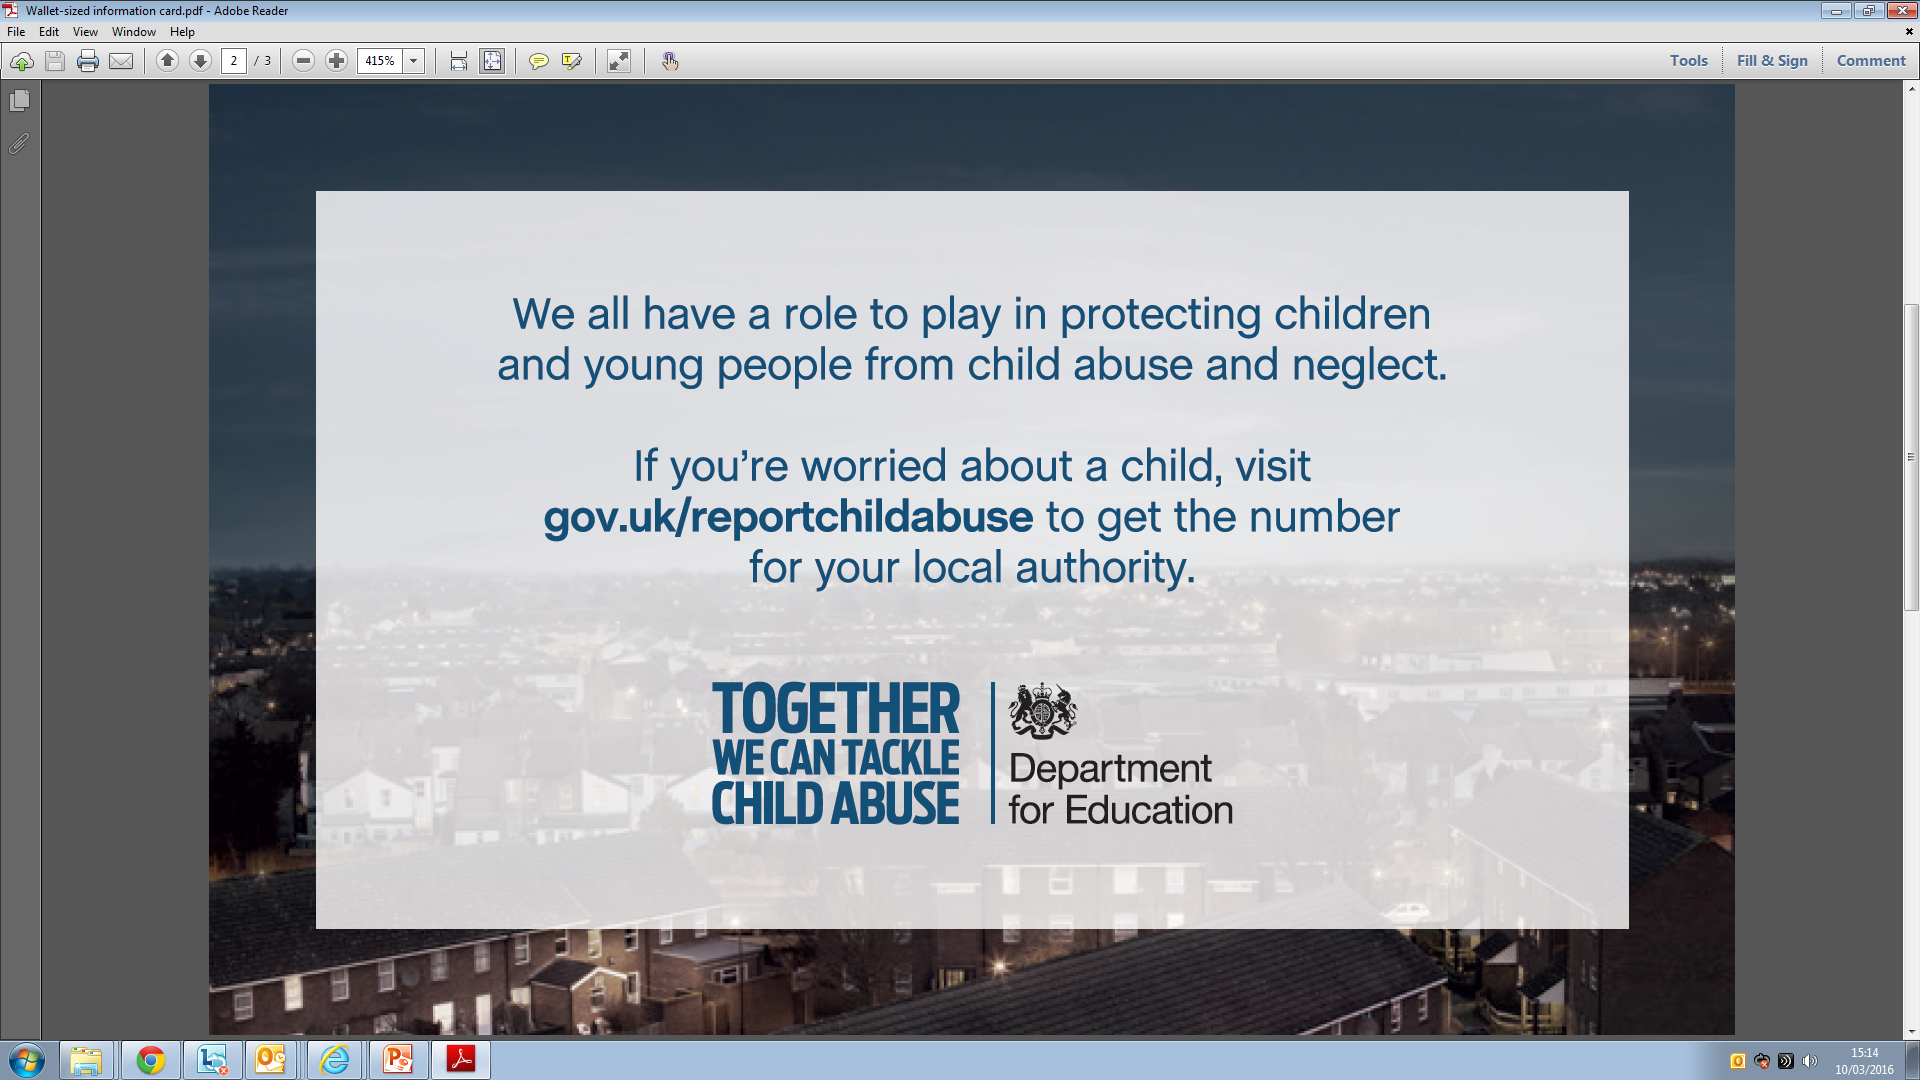 Wallet-sized information card.pdf - Adobe Reader
File Edit View Window Help
2 / 3 415% Tools Fill & Sign Comment
We all have a role to play in protecting children
and young people from child abuse and neglect.
If you're worried about a child, visit
gov.uk/reportchildabuse to get the number
for your local authority.
TOGETHER
WE CAN TACKLE
CHILD ABUSE
Department
for Education
15:14
10/03/2016